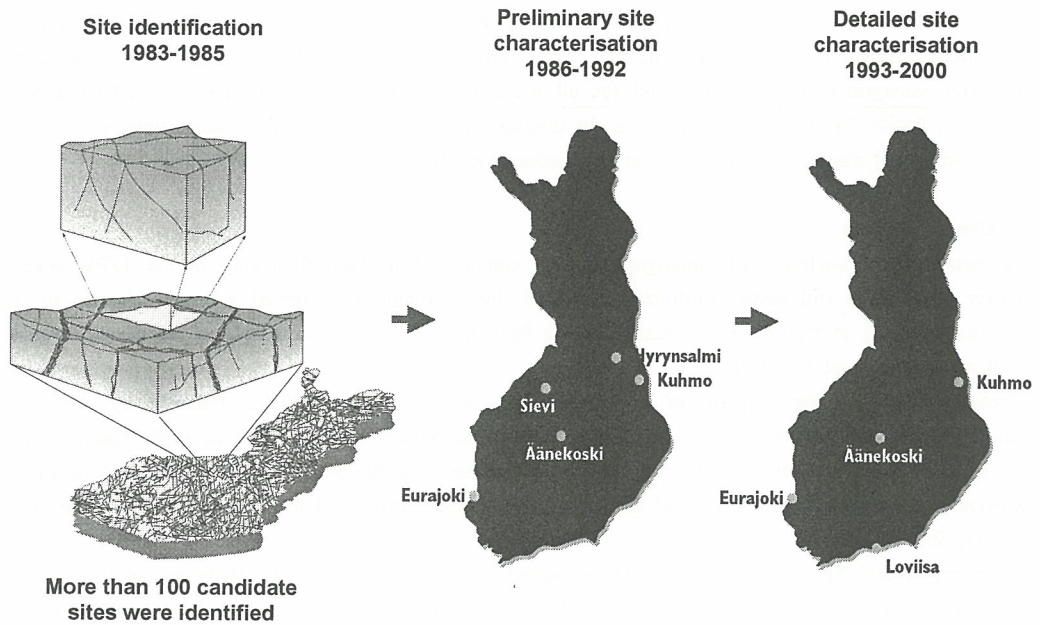 Site identification
1983-1985
Preliminary site
characterisation
1986-1992
Detailed site
characterisation
1993-2000
Hyrynsalmi
Kuhmo
Sievi
Äänekoski
Eurajoki
Kuhmo
Äänekoski
Eurajoki
Loviisa
More than 100 candidate
sites were identified